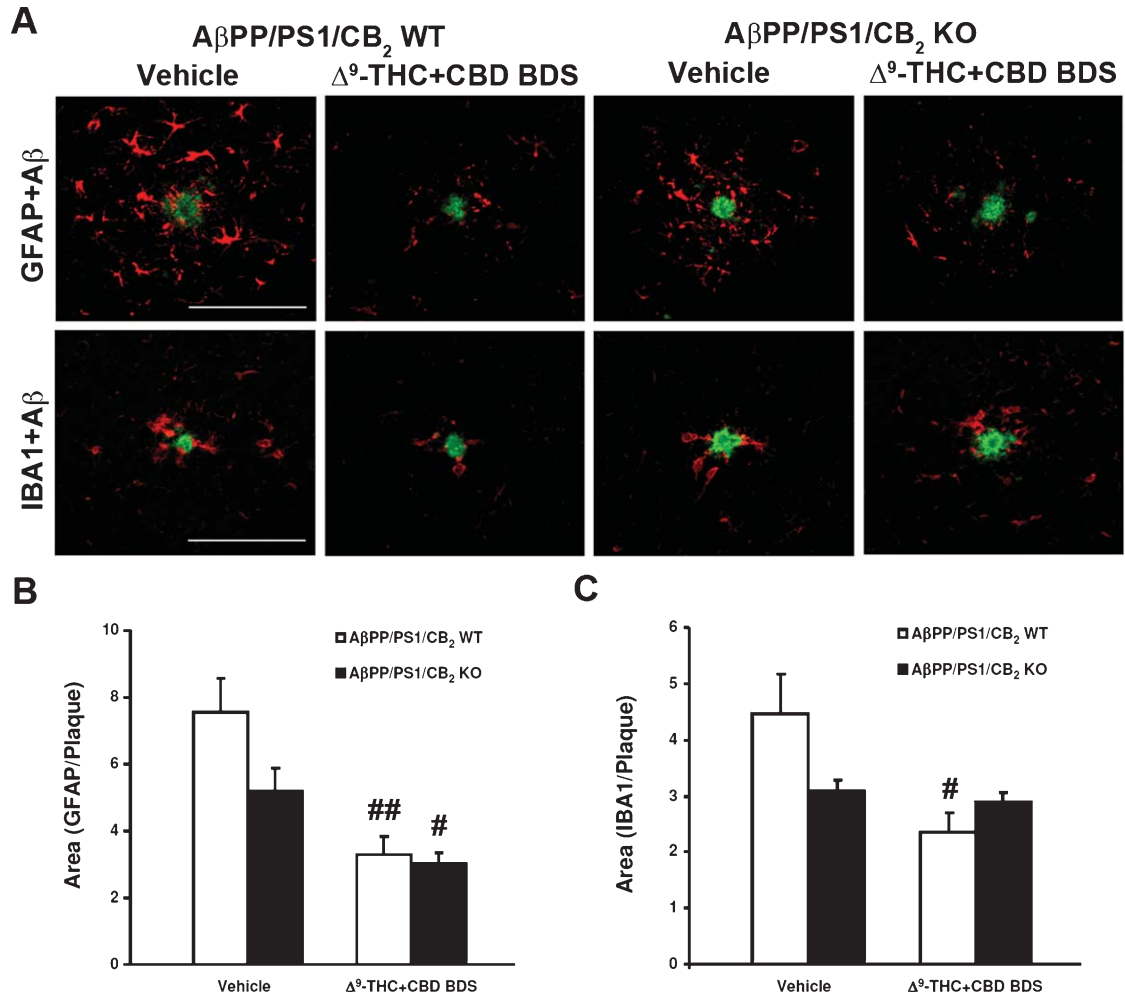 A
AβPP/PS1/CB₂ WT
AβPP/PS1/CB₂ KO
Vehicle
Δ⁹-THC+CBD BDS
Vehicle
Δ⁹-THC+CBD BDS
GFAP+Aβ
IBA1+Aβ
B
Area (GFAP/Plaque)
10
8
6
4
2
0
AβPP/PS1/CB₂ WT
AβPP/PS1/CB₂ KO
##
#
Vehicle
Δ⁹-THC+CBD BDS
C
Area (IBA1/Plaque)
6
5
4
3
2
1
0
AβPP/PS1/CB₂ WT
AβPP/PS1/CB₂ KO
#
Vehicle
Δ⁹-THC+CBD BDS